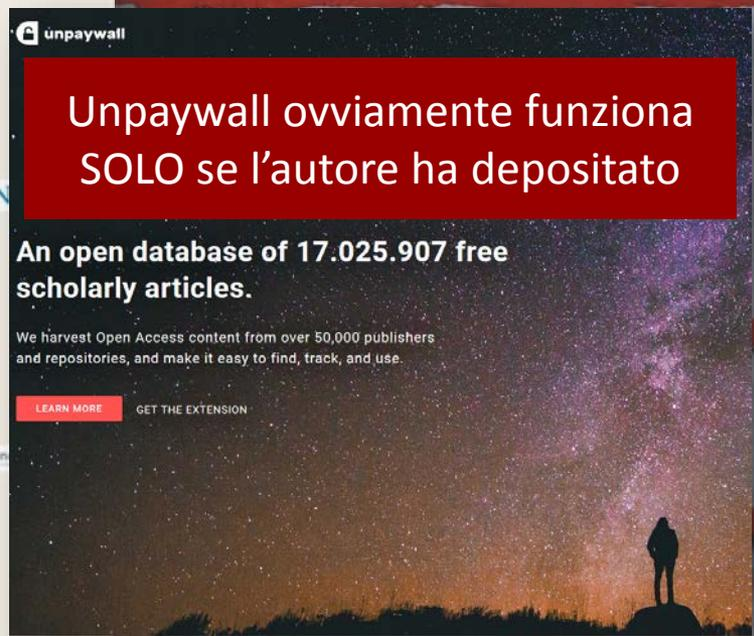 unpaywall
Unpaywall ovviamente funziona
SOLO se l’autore ha depositato
An open database of 17.025.907 free
scholarly articles.
We harvest Open Access content from over 50,000 publishers
and repositories, and make it easy to find, track, and use.
LEARN MORE GET THE EXTENSION